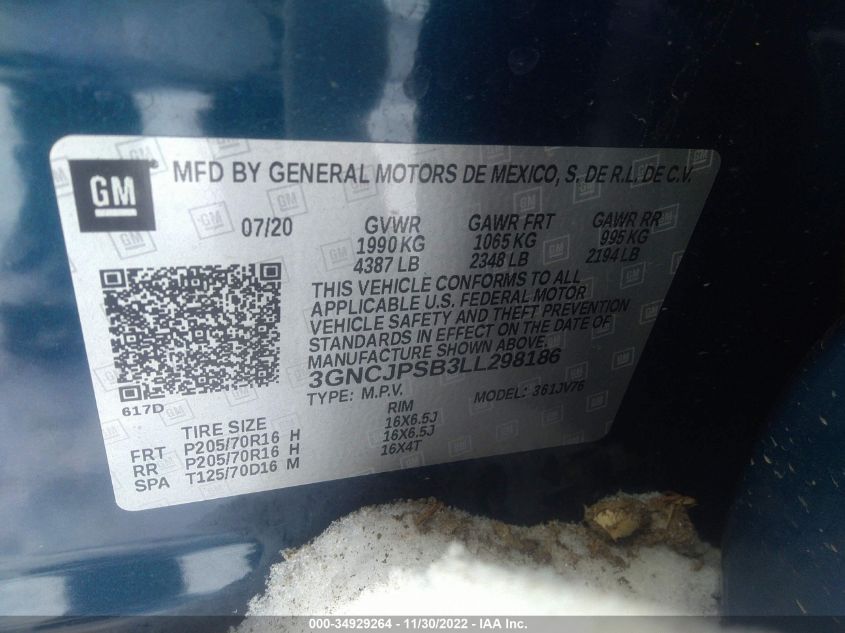 GM
MFD BY GENERAL MOTORS DE MEXICO, S. DE R.L. DE C.V.
07/20
GVWR GAWR FRT GAWR RR
1990 KG 1065 KG 995 KG
4387 LB 2348 LB 2194 LB
THIS VEHICLE CONFORMS TO ALL
APPLICABLE U.S. FEDERAL MOTOR
VEHICLE SAFETY AND THEFT PREVENTION
STANDARDS IN EFFECT ON THE DATE OF
MANUFACTURE SHOWN ABOVE.
3GNCJPSB3LL298186
TYPE: M.P.V. MODEL: 361JV76
617D
TIRE SIZE RIM
FRT P205/70R16 H 16X6.5J
RR P205/70R16 H 16X6.5J
SPA T125/70D16 M 16X4T
000-34929264 - 11/30/2022 - IAA Inc.